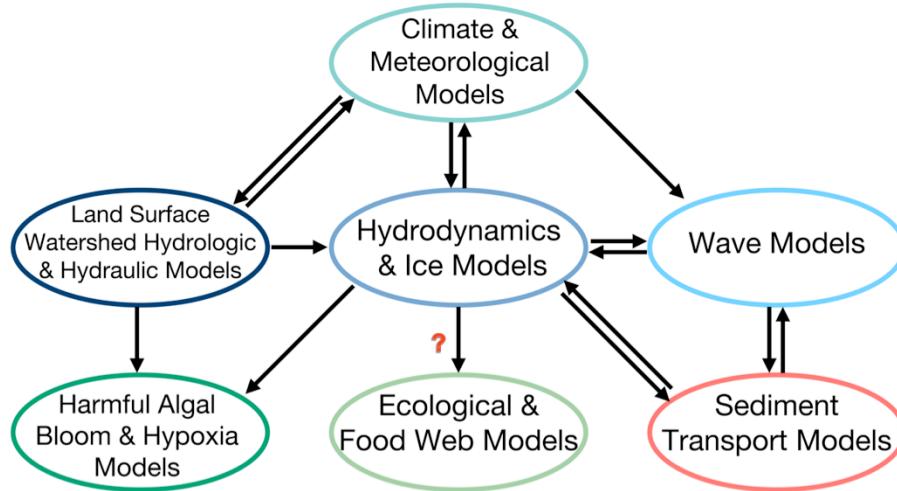 Climate &
Meteorological
Models
Land Surface
Watershed Hydrologic
& Hydraulic Models
Hydrodynamics
& Ice Models
Wave Models
?
Harmful Algal
Bloom & Hypoxia
Models
Ecological &
Food Web Models
Sediment
Transport Models